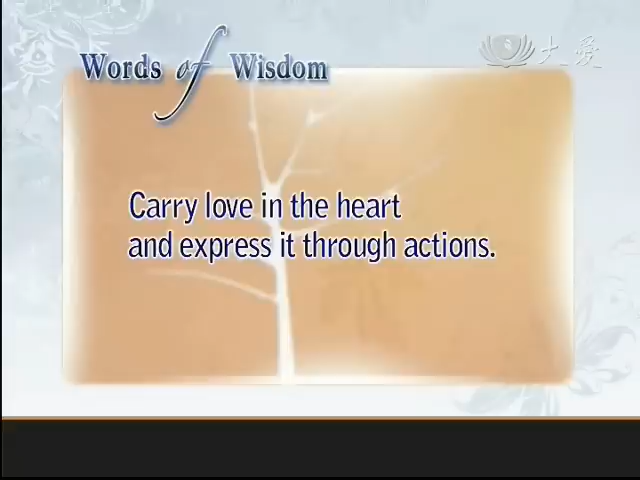 Words of Wisdom
大愛
Carry love in the heart
and express it through actions.